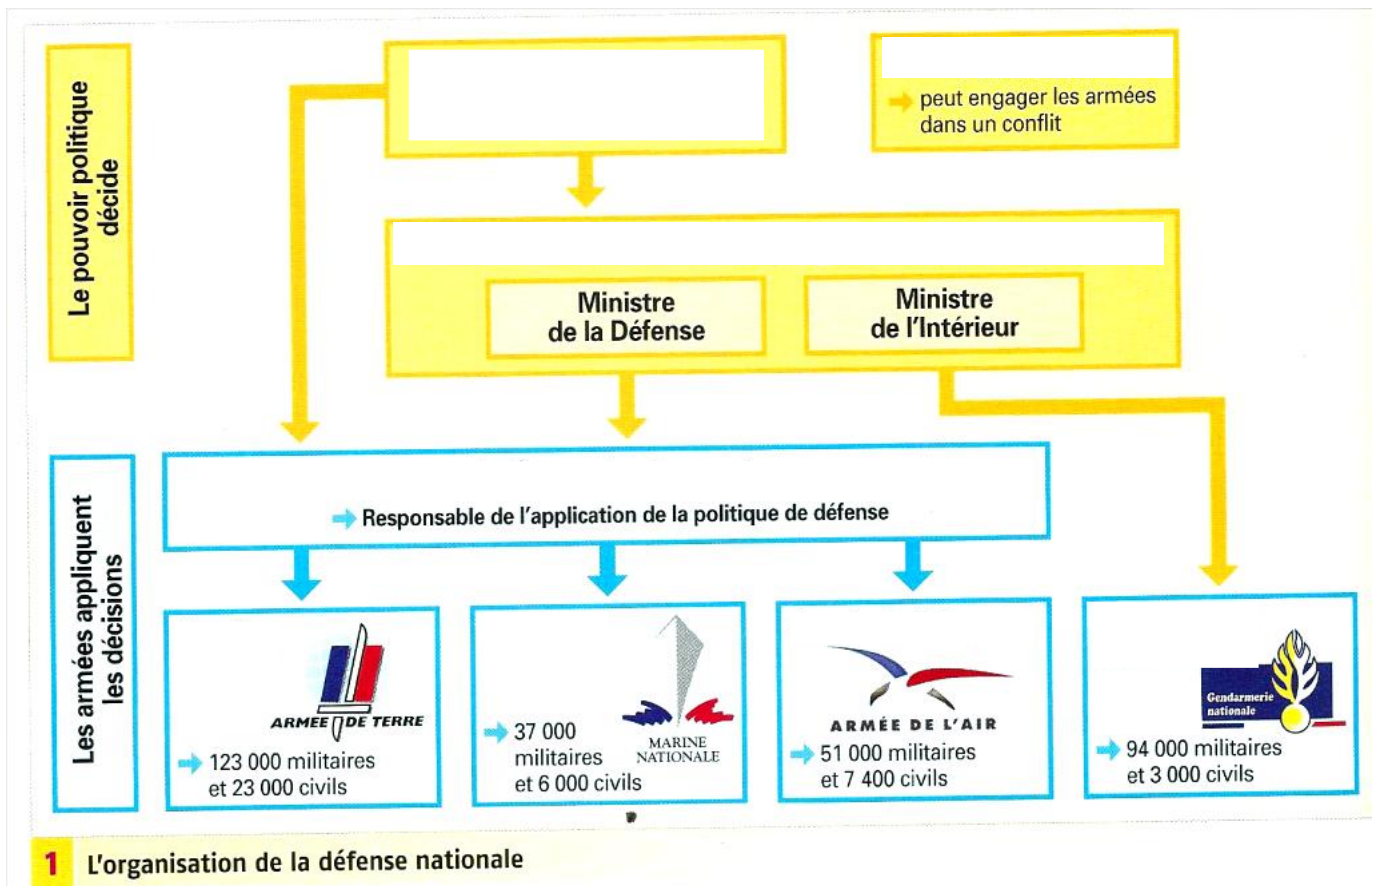 Le pouvoir politique
décide
peut engager les armées
dans un conflit
Ministre
de la Défense
Ministre
de l'Intérieur
Les armées appliquent
les décisions
Responsable de l'application de la politique de défense
ARMÉE DE TERRE
123 000 militaires
et 23 000 civils
37 000
militaires
et 6 000 civils
MARINE
NATIONALE
ARMÉE DE L'AIR
51 000 militaires
et 7 400 civils
Gendarmerie
nationale
94 000 militaires
et 3 000 civils
1 L'organisation de la défense nationale